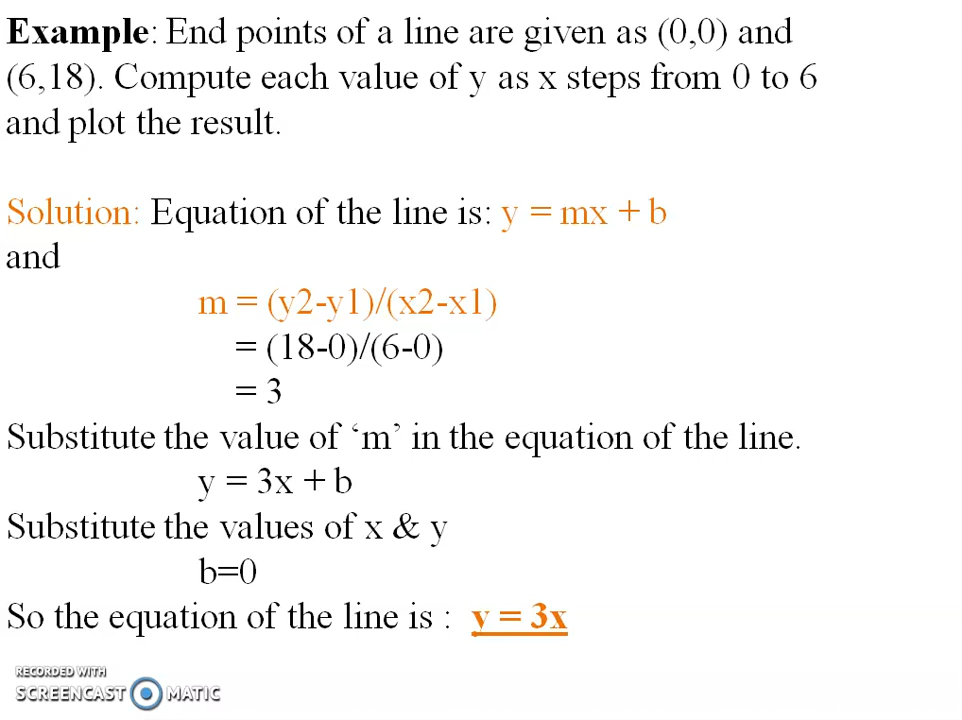 Example: End points of a line are given as (0,0) and
(6,18). Compute each value of y as x steps from 0 to 6
and plot the result.
Solution: Equation of the line is: y = mx + b
and
m = (y2-y1)/(x2-x1)
= (18-0)/(6-0)
= 3
Substitute the value of ‘m’ in the equation of the line.
y = 3x + b
Substitute the values of x & y
b=0
So the equation of the line is : y = 3x
RECORDED WITH
SCREENCAST MATIC